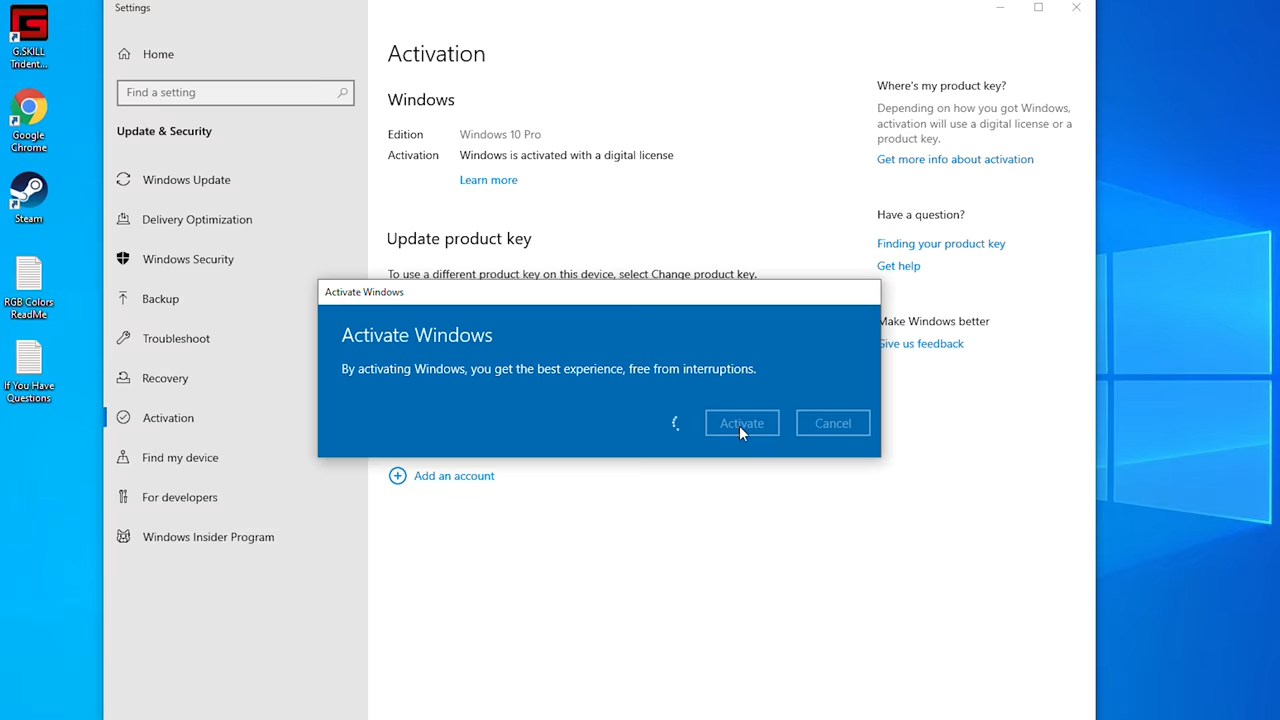 G.SKILL
Trident...
Google
Chrome
Steam
RGB Colors
ReadMe
If You Have
Questions
Settings
Home
Find a setting
Update & Security
Windows Update
Delivery Optimization
Windows Security
Backup
Troubleshoot
Recovery
Activation
Find my device
For developers
Windows Insider Program
Activation
Windows
Edition Windows 10 Pro
Activation Windows is activated with a digital license
Learn more
Update product key
To use a different product key on this device, select Change product key.
Activate Windows
Activate Windows
By activating Windows, you get the best experience, free from interruptions.
Activate Cancel
Add an account
Where's my product key?
Depending on how you got Windows,
activation will use a digital license or a
product key.
Get more info about activation
Have a question?
Finding your product key
Get help
Make Windows better
Give us feedback